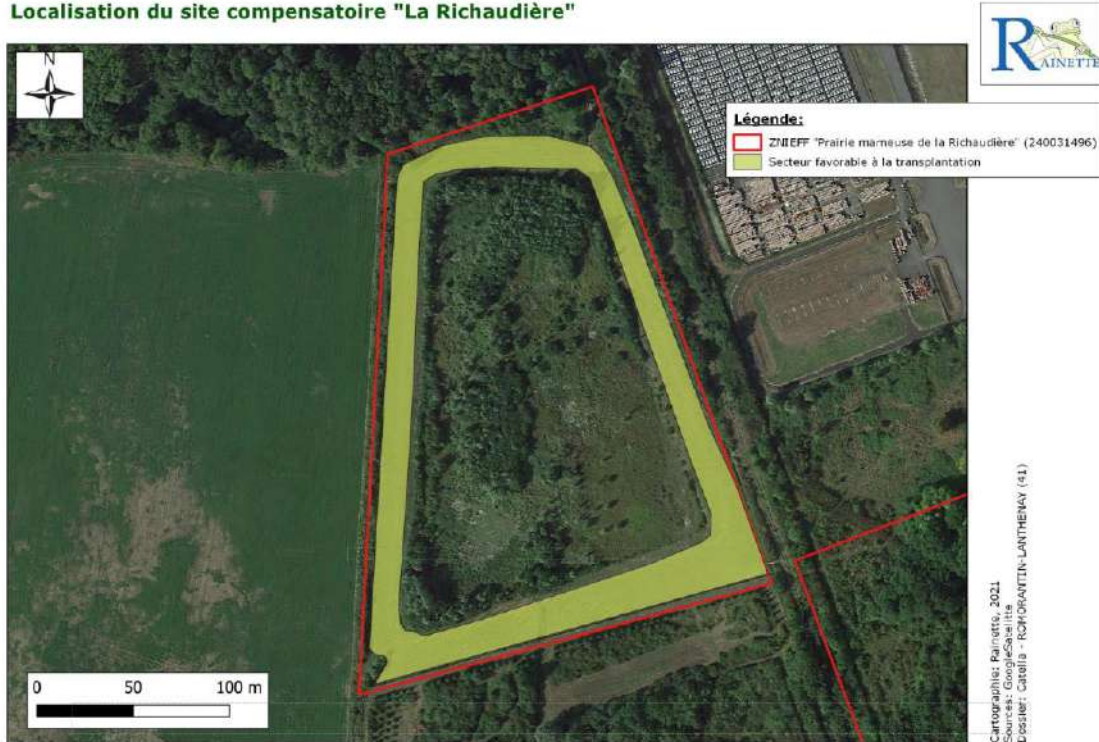 Localisation du site compensatoire "La Richaudière"
RAINETTE
N
Légende:
ZNIEFF "Prairie marneuse de la Richaudière" (240031496)
Secteur favorable à la transplantation
0 50 100 m
Cartographie: Rainette, 2021
Sources: GoogleSatellite
Dossier: Catella - ROMORANTIN-LANTHENAY (41)